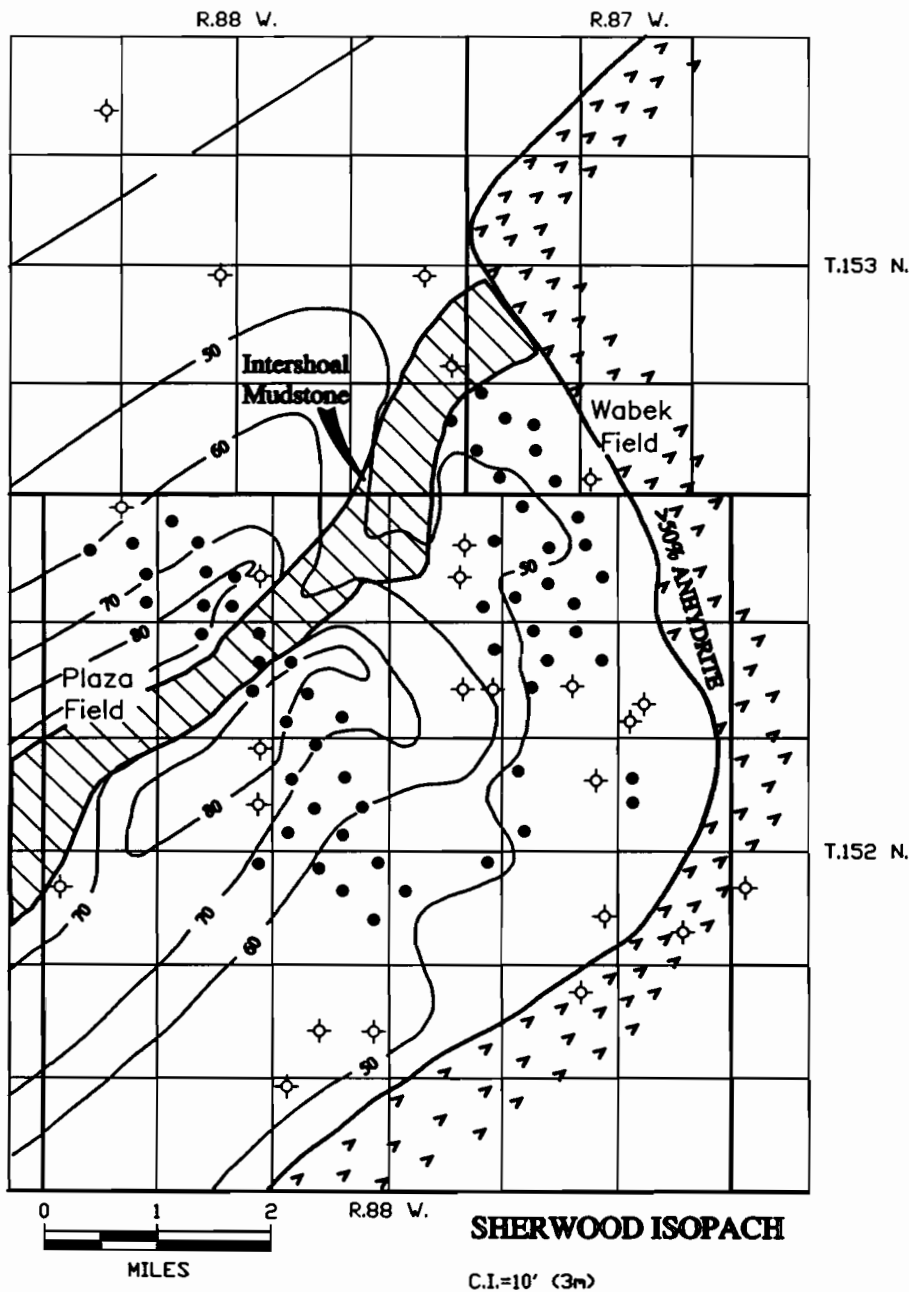 R.88 W.
R.87 W.
T.153 N.
50
Intershoal
Mudstone
Wabek
Field
60
>50% ANHYDRITE
50
70
80
Plaza
Field
80
T.152 N.
70
70
60
50
0 1 2
MILES
R.88 W.
SHERWOOD ISOPACH
C.I.=10' (3m)